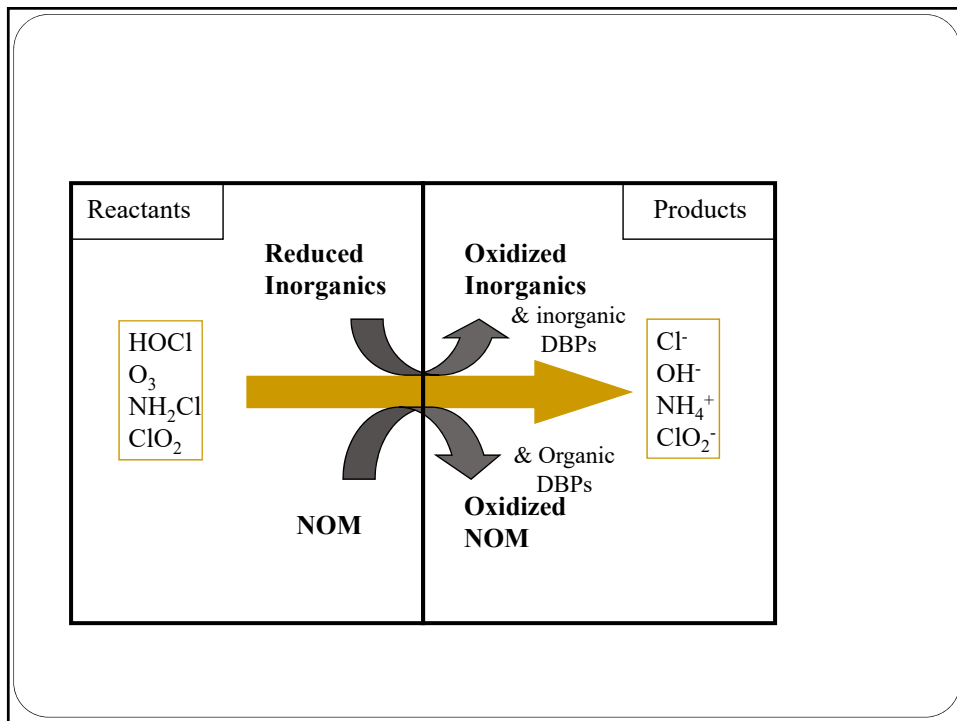 Reactants
Products
Reduced
Inorganics
Oxidized
Inorganics
& inorganic
DBPs
HOCl
O₃
NH₂Cl
ClO₂
Cl⁻
OH⁻
NH₄⁺
ClO₂⁻
& Organic
DBPs
NOM
Oxidized
NOM